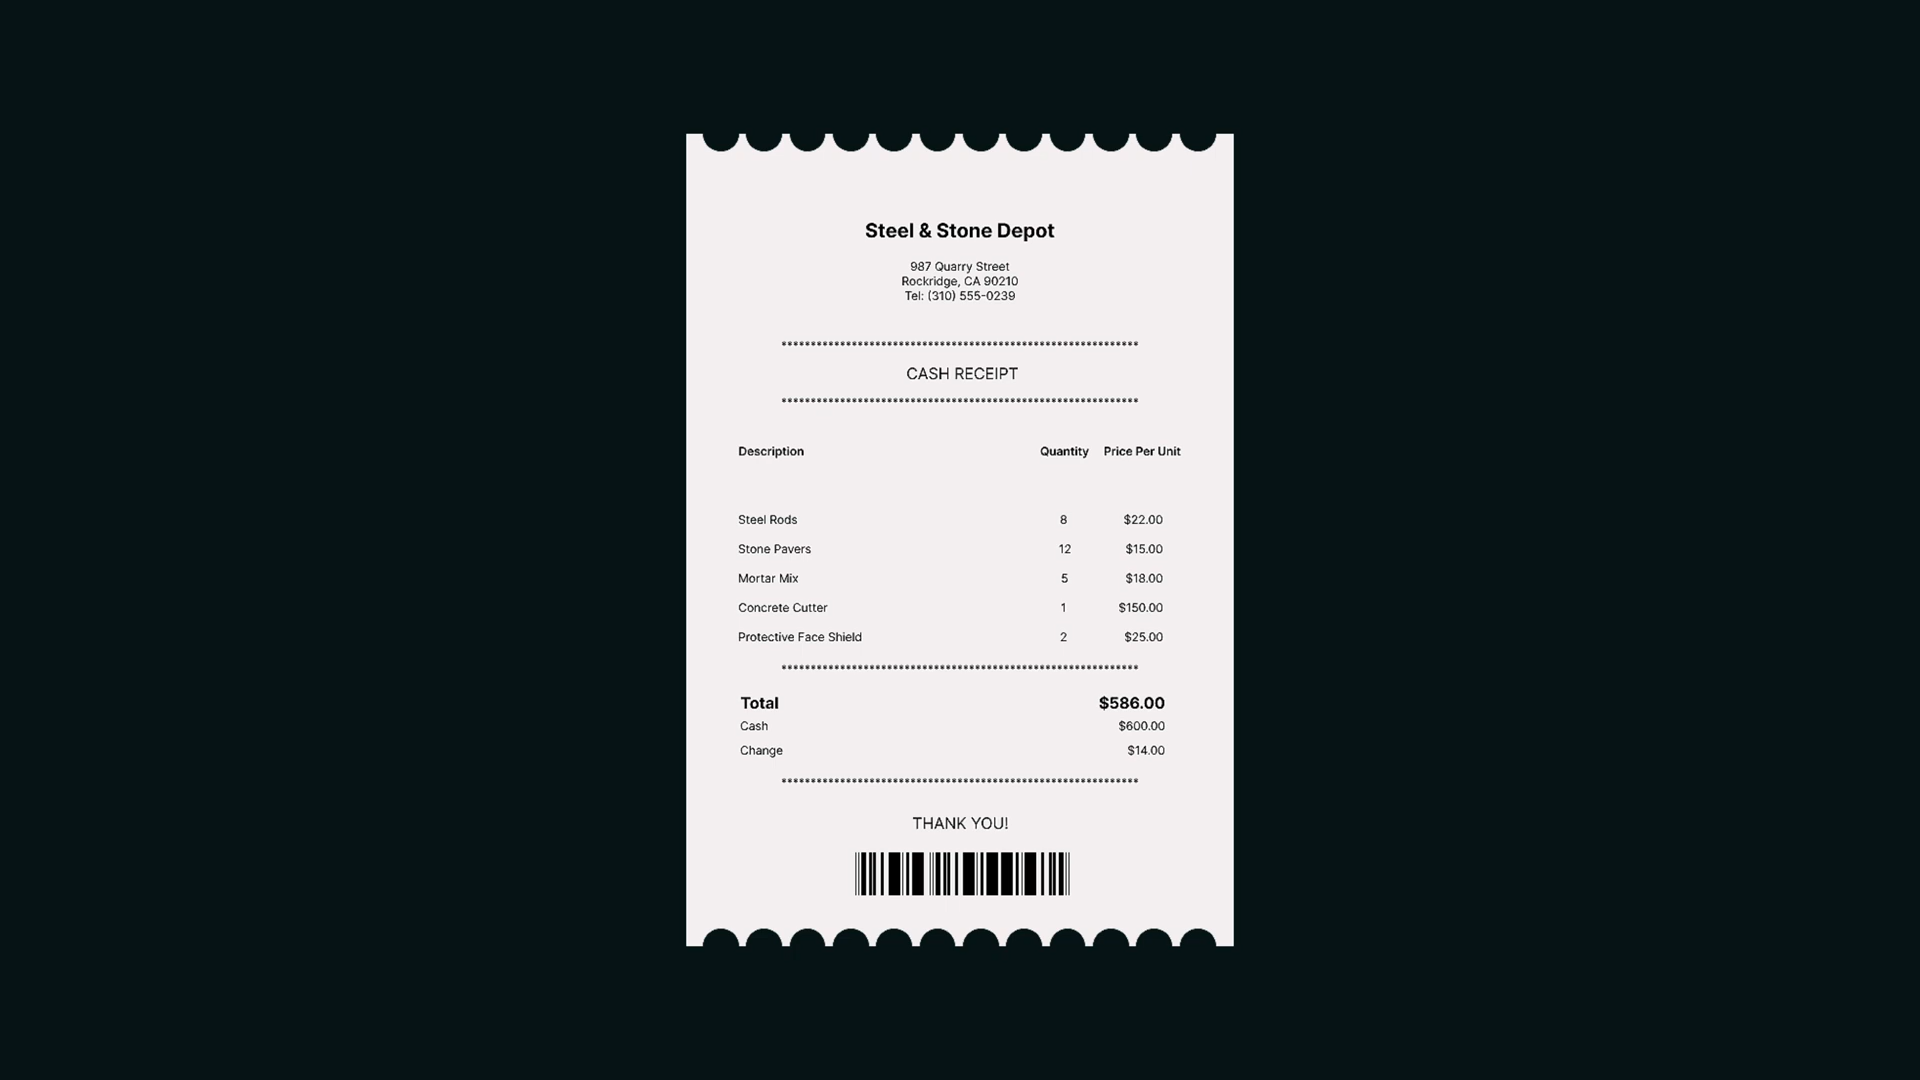 Steel & Stone Depot
987 Quarry Street
Rockridge, CA 90210
Tel: (310) 555-0239
*************************************************************
CASH RECEIPT
*************************************************************
Description Quantity Price Per Unit
Steel Rods 8 $22.00
Stone Pavers 12 $15.00
Mortar Mix 5 $18.00
Concrete Cutter 1 $150.00
Protective Face Shield 2 $25.00
*************************************************************
Total $586.00
Cash $600.00
Change $14.00
*************************************************************
THANK YOU!